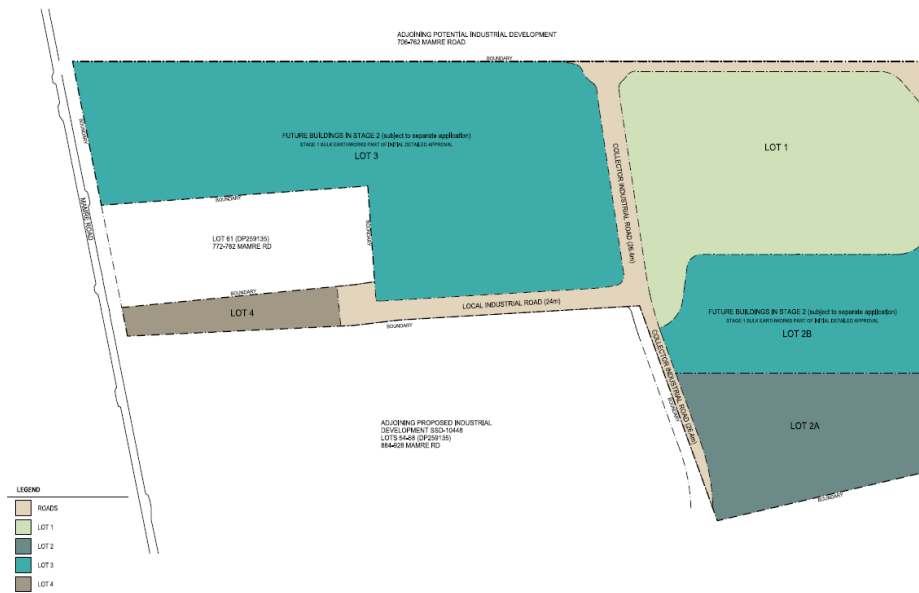 ADJOINING POTENTIAL INDUSTRIAL DEVELOPMENT
706-762 MAMRE ROAD
BOUNDARY
BOUNDARY
FUTURE BUILDINGS IN STAGE 2 (subject to separate application)
STAGE 1 BULK EARTHWORKS PART OF INITIAL DETAILED APPROVAL
LOT 3
LOT 1
COLLECTOR INDUSTRIAL ROAD (26.4m)
MAMRE ROAD
BOUNDARY
BOUNDARY
LOT 61 (DP259135)
772-782 MAMRE RD
BOUNDARY
LOT 4
LOCAL INDUSTRIAL ROAD (24m)
BOUNDARY
FUTURE BUILDINGS IN STAGE 2 (subject to separate application)
STAGE 1 BULK EARTHWORKS PART OF INITIAL DETAILED APPROVAL
LOT 2B
COLLECTOR INDUSTRIAL ROAD (26.4m)
BOUNDARY
ADJOINING PROPOSED INDUSTRIAL
DEVELOPMENT SSD-10448
LOTS 54-58 (DP259135)
884-928 MAMRE RD
LOT 2A
BOUNDARY
LEGEND
ROADS
LOT 1
LOT 2
LOT 3
LOT 4